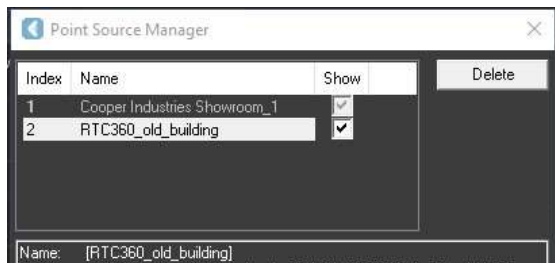 Point Source Manager
Index Name Show Delete
1 Cooper Industries Showroom_1
2 RTC360_old_building
Name: [RTC360_old_building]